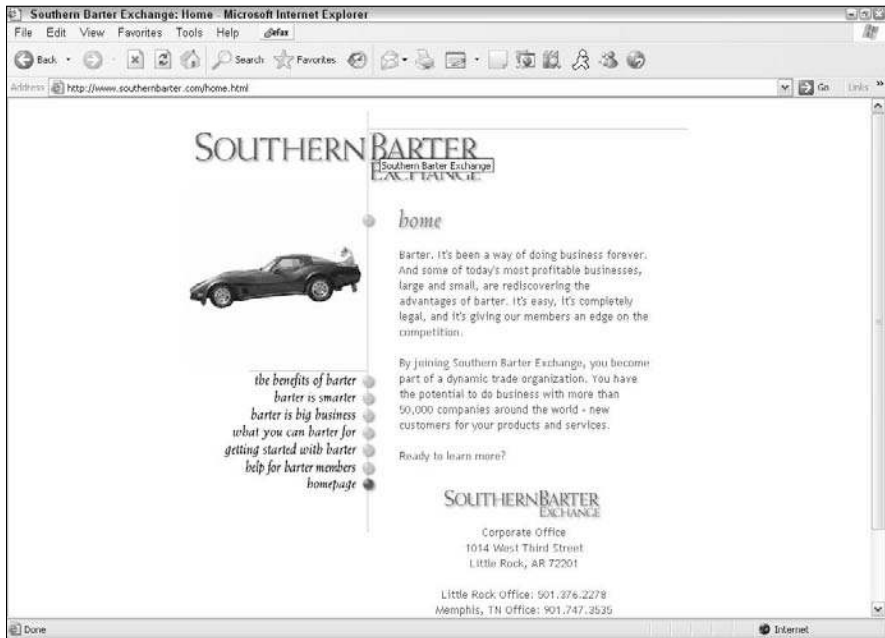 Southern Barter Exchange: Home - Microsoft Internet Explorer
File Edit View Favorites Tools Help eFax
Back Search Favorites
Address http://www.southernbarter.com/home.html Go Links »
SOUTHERN BARTER
EXCHANGE
Southern Barter Exchange
home
Barter. It's been a way of doing business forever.
And some of today's most profitable businesses,
large and small, are rediscovering the
advantages of barter. It's easy, it's completely
legal, and it's giving our members an edge on the
competition.
By joining Southern Barter Exchange, you become
part of a dynamic trade organization. You have
the potential to do business with more than
50,000 companies around the world - new
customers for your products and services.
Ready to learn more?
the benefits of barter
barter is smarter
barter is big business
what you can barter for
getting started with barter
help for barter members
homepage
SOUTHERNBARTER
EXCHANGE
Corporate Office
1014 West Third Street
Little Rock, AR 72201
Little Rock Office: 501.376.2278
Memphis, TN Office: 901.747.3535
Done Internet